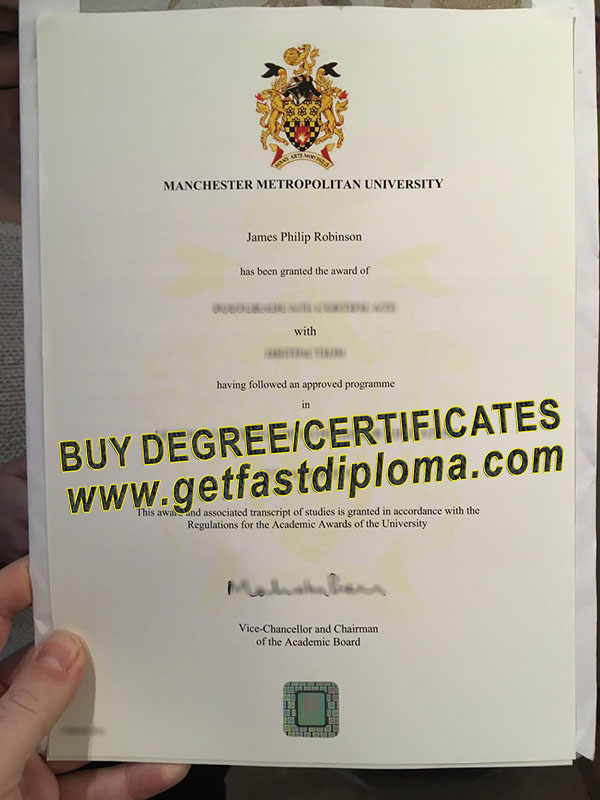 MANCHESTER METROPOLITAN UNIVERSITY
James Philip Robinson
has been granted the award of
with
having followed an approved programme
in
BUY DEGREE/CERTIFICATES
www.getfastdiploma.com
This award and associated transcript of studies is granted in accordance with the
Regulations for the Academic Awards of the University
Vice-Chancellor and Chairman
of the Academic Board